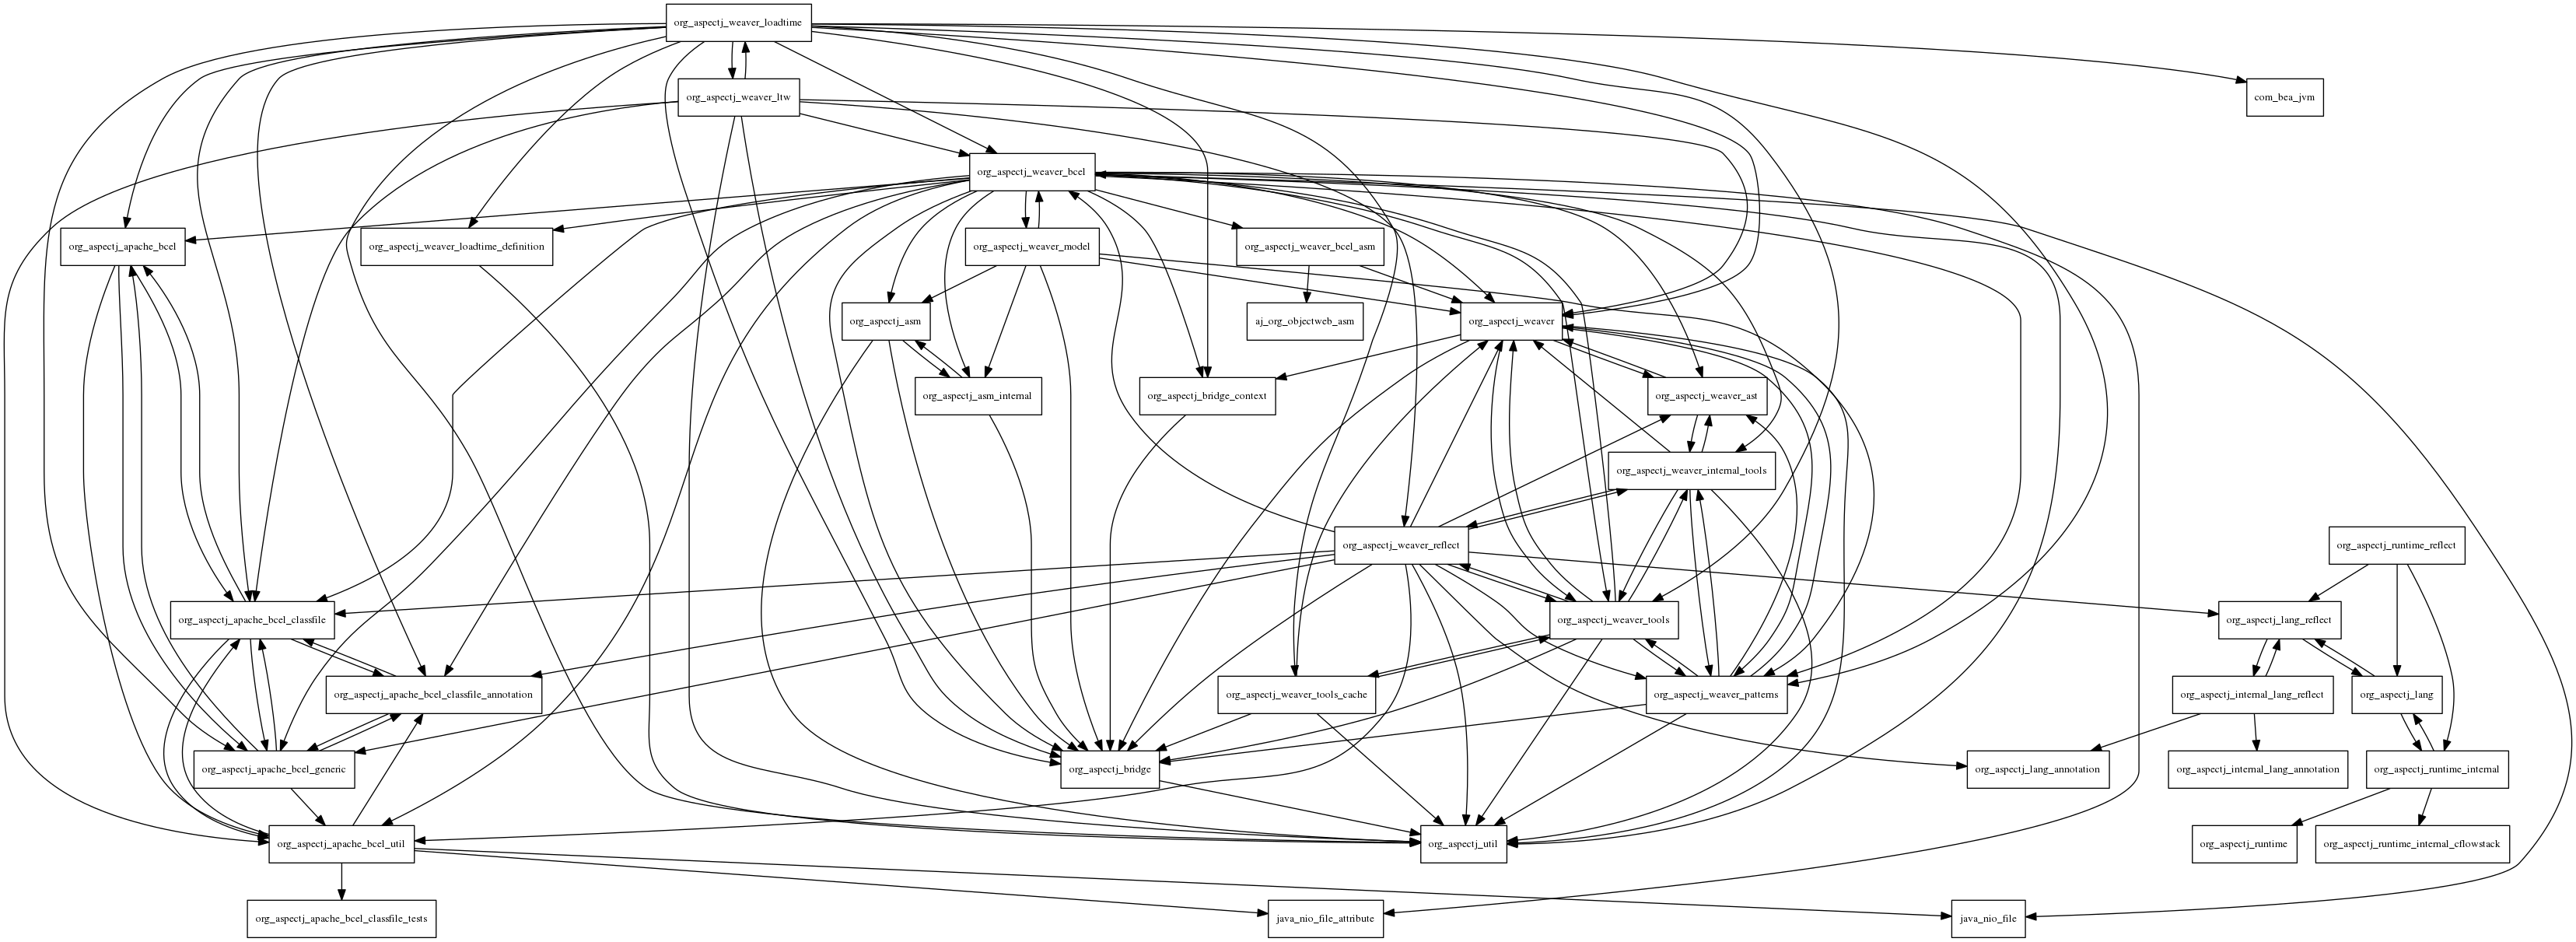 org_aspectj_weaver_loadtime
org_aspectj_weaver_ltw
com_bea_jvm
org_aspectj_weaver_bcel
org_aspectj_apache_bcel
org_aspectj_weaver_loadtime_definition
org_aspectj_weaver_model
org_aspectj_weaver_bcel_asm
org_aspectj_asm
aj_org_objectweb_asm
org_aspectj_weaver
org_aspectj_asm_internal
org_aspectj_bridge_context
org_aspectj_weaver_ast
org_aspectj_weaver_internal_tools
org_aspectj_weaver_reflect
org_aspectj_runtime_reflect
org_aspectj_apache_bcel_classfile
org_aspectj_weaver_tools
org_aspectj_lang_reflect
org_aspectj_apache_bcel_classfile_annotation
org_aspectj_weaver_tools_cache
org_aspectj_weaver_patterns
org_aspectj_internal_lang_reflect
org_aspectj_lang
org_aspectj_apache_bcel_generic
org_aspectj_bridge
org_aspectj_lang_annotation
org_aspectj_internal_lang_annotation
org_aspectj_runtime_internal
org_aspectj_apache_bcel_util
org_aspectj_util
org_aspectj_runtime
org_aspectj_runtime_internal_cflowstack
org_aspectj_apache_bcel_classfile_tests
java_nio_file_attribute
java_nio_file